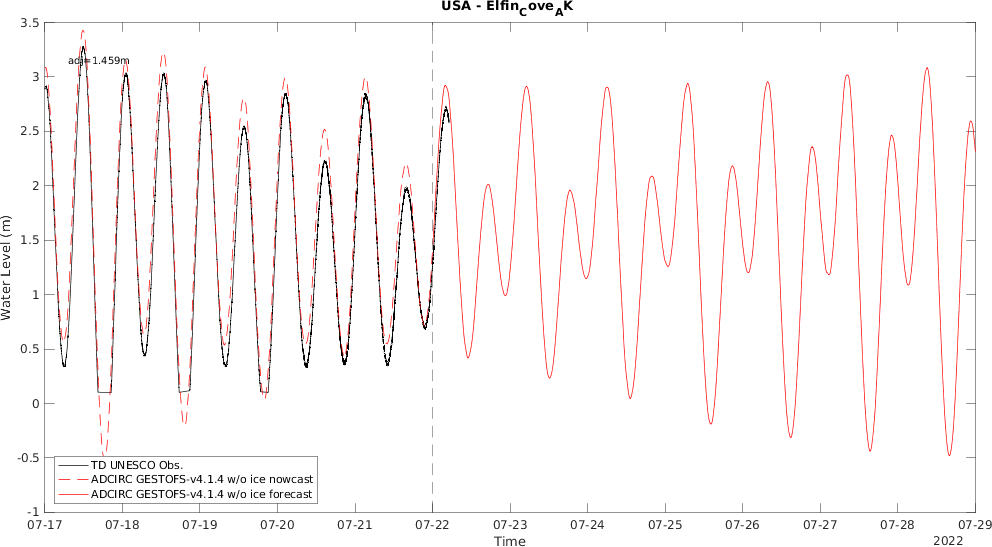 USA - ElfinCoveAK
3.5
3
2.5
2
1.5
1
0.5
0
-0.5
-1
Water Level (m)
adj=1.459m
TD UNESCO Obs.
ADCIRC GESTOFS-v4.1.4 w/o ice nowcast
ADCIRC GESTOFS-v4.1.4 w/o ice forecast
07-17 07-18 07-19 07-20 07-21 07-22 07-23 07-24 07-25 07-26 07-27 07-28 07-29
Time
2022